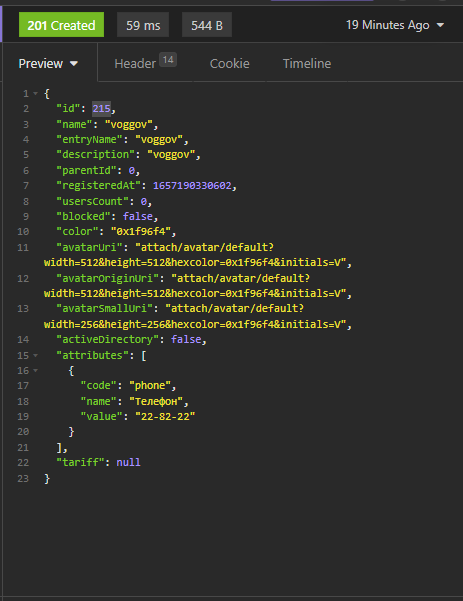 201 Created 59 ms 544 B 19 Minutes Ago
Preview Header 14 Cookie Timeline
1 {
2 "id": 215,
3 "name": "voggov",
4 "entryName": "voggov",
5 "description": "voggov",
6 "parentId": 0,
7 "registeredAt": 1657190330602,
8 "usersCount": 0,
9 "blocked": false,
10 "color": "0x1f96f4",
11 "avatarUri": "attach/avatar/default?
width=512&height=512&hexcolor=0x1f96f4&initials=V",
12 "avatarOriginUri": "attach/avatar/default?
width=512&height=512&hexcolor=0x1f96f4&initials=V",
13 "avatarSmallUri": "attach/avatar/default?
width=256&height=256&hexcolor=0x1f96f4&initials=V",
14 "activeDirectory": false,
15 "attributes": [
16 {
17 "code": "phone",
18 "name": "Телефон",
19 "value": "22-82-22"
20 }
21 ],
22 "tariff": null
23 }